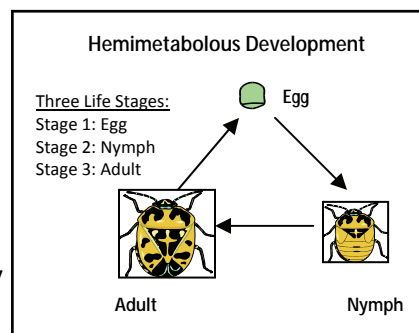 Hemimetabolous Development
Three Life Stages:
Stage 1: Egg
Stage 2: Nymph
Stage 3: Adult
Egg
Adult
Nymph